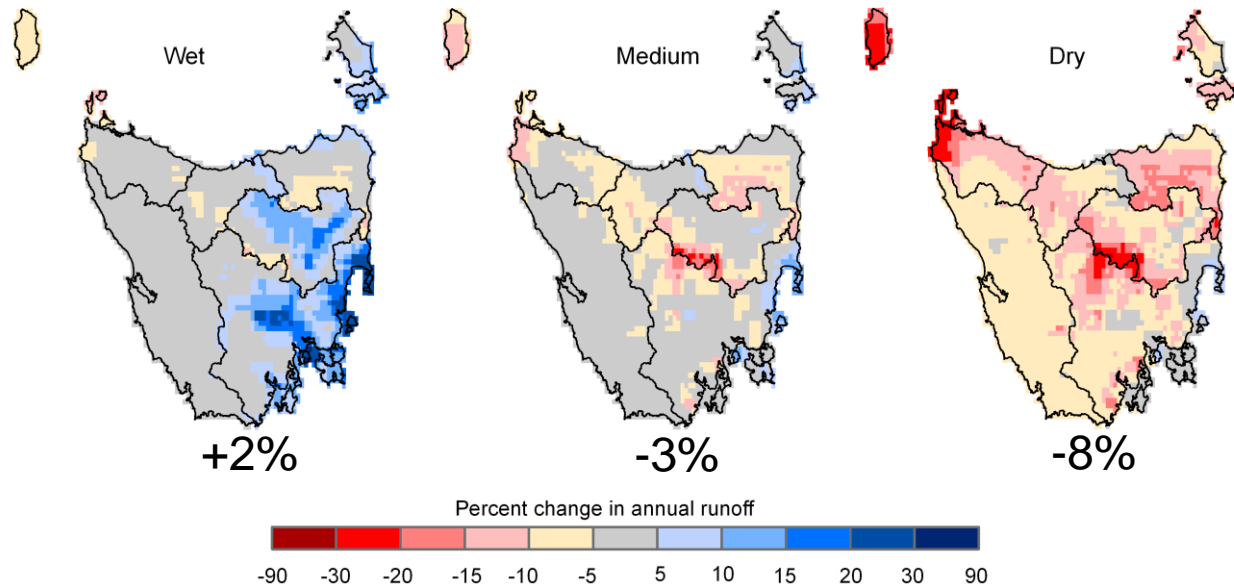 Wet
Medium
Dry
+2%
-3%
-8%
Percent change in annual runoff
-90 -30 -20 -15 -10 -5 5 10 15 20 30 90